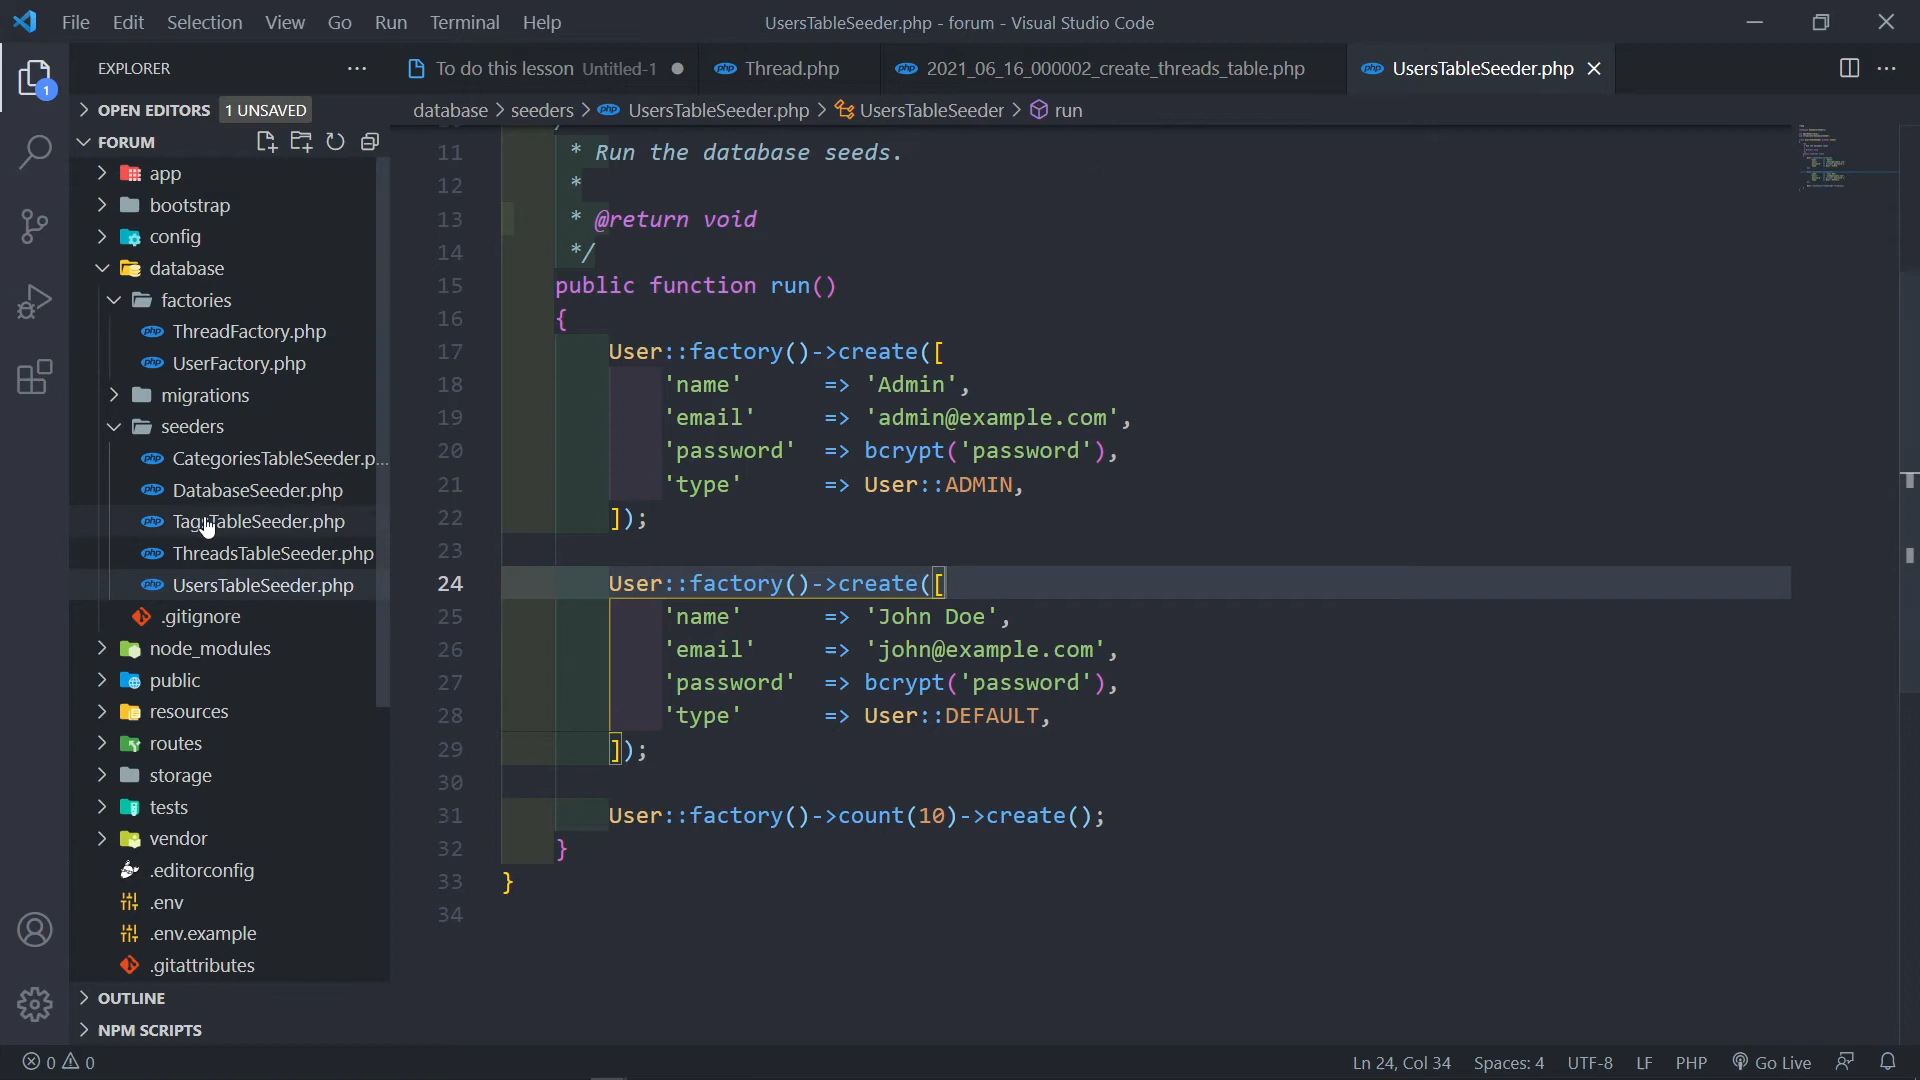 File Edit Selection View Go Run Terminal Help
UsersTableSeeder.php - forum - Visual Studio Code
EXPLORER
To do this lesson Untitled-1
Thread.php
2021_06_16_000002_create_threads_table.php
UsersTableSeeder.php
OPEN EDITORS 1 UNSAVED
database > seeders > UsersTableSeeder.php > UsersTableSeeder > run
1
FORUM
app
bootstrap
config
database
factories
ThreadFactory.php
UserFactory.php
migrations
seeders
CategoriesTableSeeder.p...
DatabaseSeeder.php
TagsTableSeeder.php
ThreadsTableSeeder.php
UsersTableSeeder.php
.gitignore
node_modules
public
resources
routes
storage
tests
vendor
.editorconfig
.env
.env.example
.gitattributes
OUTLINE
NPM SCRIPTS
11 * Run the database seeds.
12 *
13 * @return void
14 */
15 public function run()
16 {
17 User::factory()->create([
18 'name' => 'Admin',
19 'email' => 'admin@example.com',
20 'password' => bcrypt('password'),
21 'type' => User::ADMIN,
22 ]);
23
24 User::factory()->create([
25 'name' => 'John Doe',
26 'email' => 'john@example.com',
27 'password' => bcrypt('password'),
28 'type' => User::DEFAULT,
29 ]);
30
31 User::factory()->count(10)->create();
32 }
33 }
34
0 0
Ln 24, Col 34 Spaces: 4 UTF-8 LF PHP Go Live